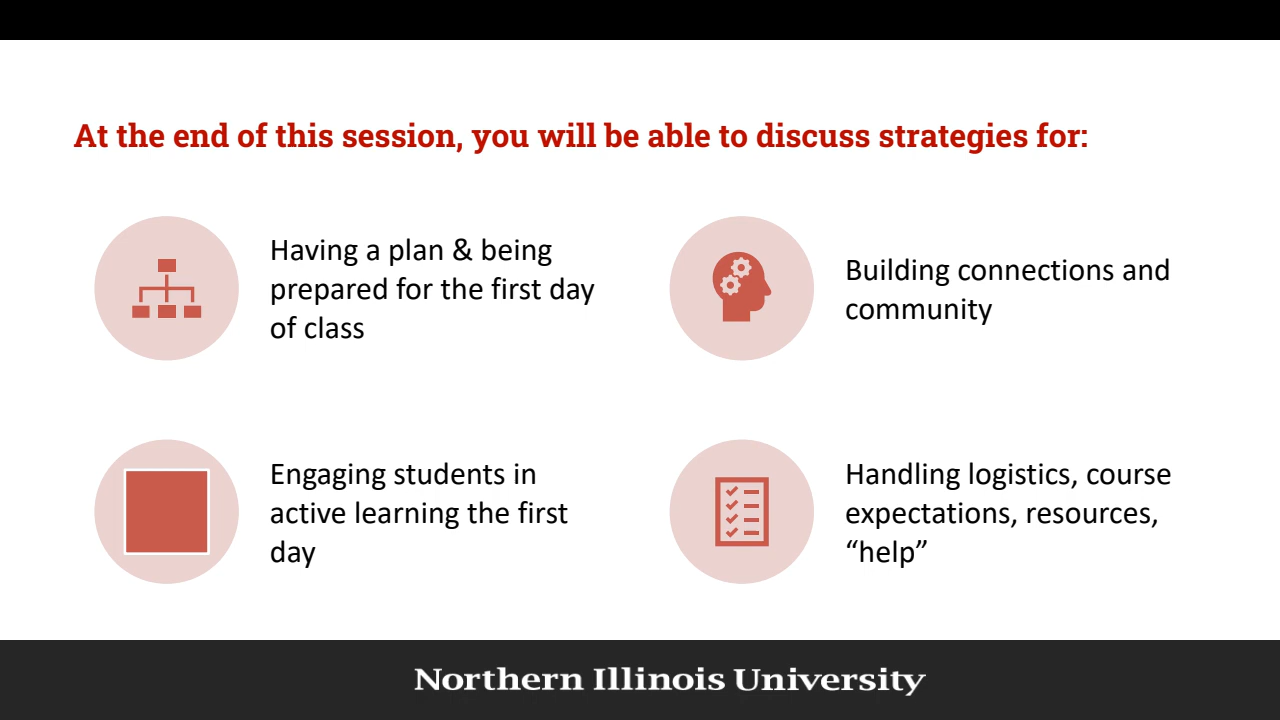 At the end of this session, you will be able to discuss strategies for:
Having a plan & being
prepared for the first day
of class
Building connections and
community
Engaging students in
active learning the first
day
Handling logistics, course
expectations, resources,
“help”
Northern Illinois University